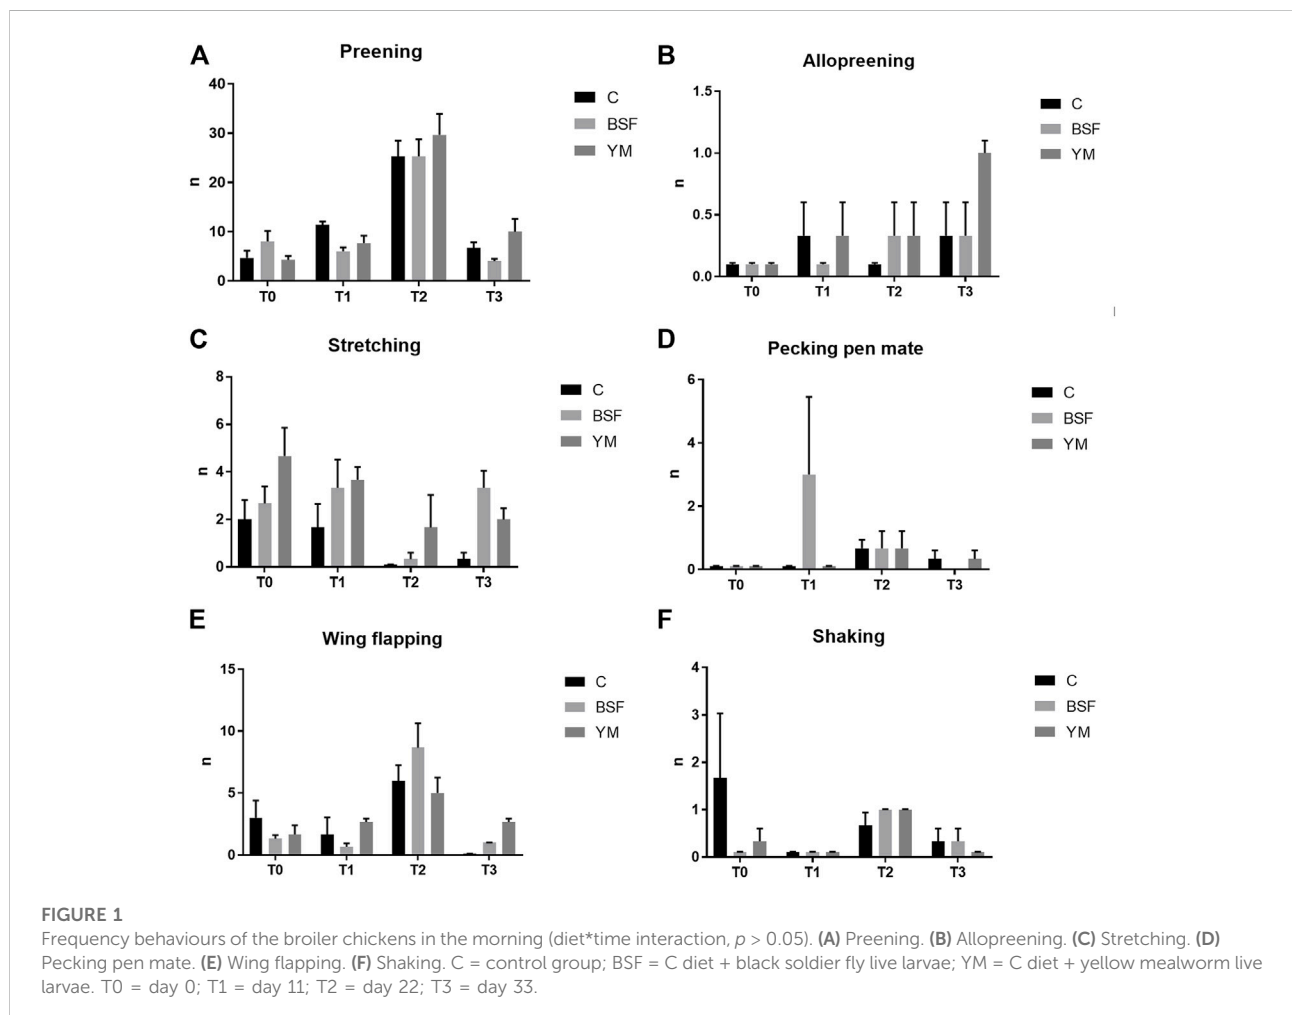 A
Preening
40
30
20
10
0
n
T0 T1 T2 T3
C
BSF
YM
B
Allopreening
1.5
1.0
0.5
0.0
n
T0 T1 T2 T3
C
BSF
YM
C
Stretching
8
6
4
2
0
n
T0 T1 T2 T3
C
BSF
YM
D
Pecking pen mate
6
4
2
0
n
T0 T1 T2 T3
C
BSF
YM
E
Wing flapping
15
10
5
0
n
T0 T1 T2 T3
C
BSF
YM
F
Shaking
4
3
2
1
0
n
T0 T1 T2 T3
C
BSF
YM
FIGURE 1
Frequency behaviours of the broiler chickens in the morning (diet*time interaction, p > 0.05). (A) Preening. (B) Allopreening. (C) Stretching. (D)
Pecking pen mate. (E) Wing flapping. (F) Shaking. C = control group; BSF = C diet + black soldier fly live larvae; YM = C diet + yellow mealworm live
larvae. T0 = day 0; T1 = day 11; T2 = day 22; T3 = day 33.